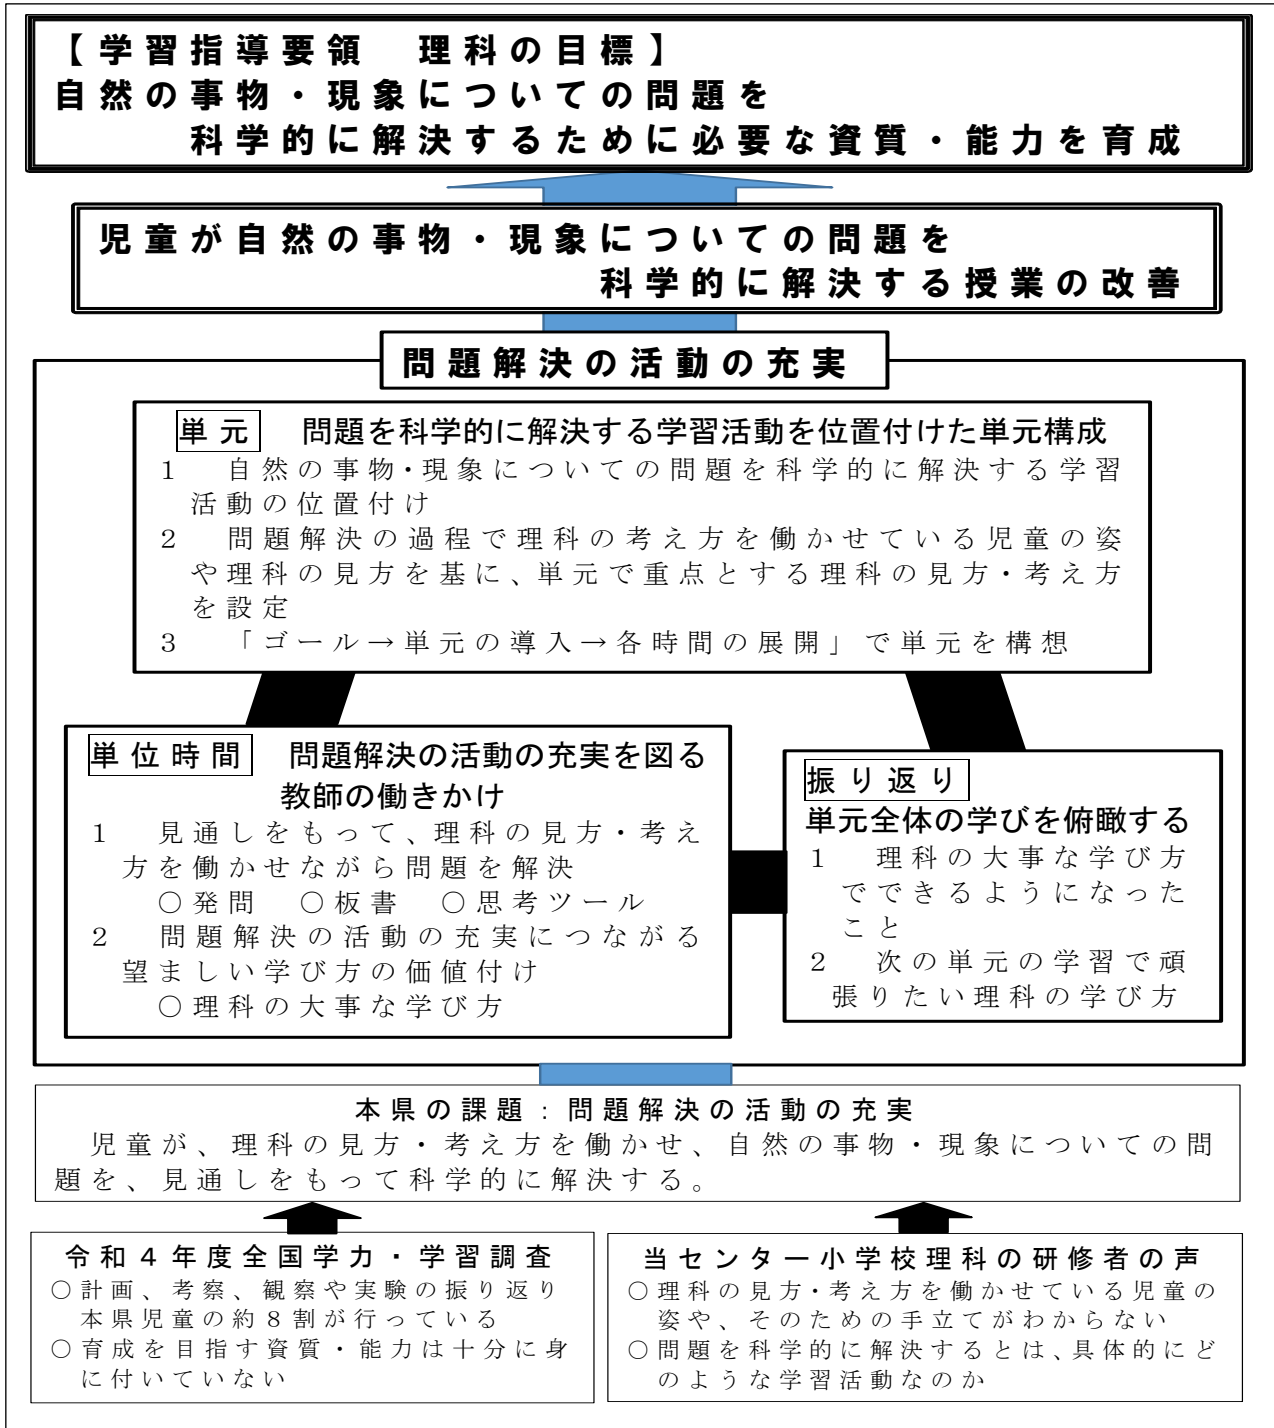 【学習指導要領　理科の目標】
自然の事物・現象についての問題を
科学的に解決するために必要な資質・能力を育成
児童が自然の事物・現象についての問題を
科学的に解決する授業の改善
問題解決の活動の充実
単元　問題を科学的に解決する学習活動を位置付けた単元構成
1　自然の事物・現象についての問題を科学的に解決する学習
活動の位置付け
2　問題解決の過程で理科の考え方を働かせている児童の姿
や理科の見方を基に、単元で重点とする理科の見方・考え方
を設定
3　「ゴール→単元の導入→各時間の展開」で単元を構想
単位時間　問題解決の活動の充実を図る
教師の働きかけ
1　見通しをもって、理科の見方・考え
方を働かせながら問題を解決
○発問　○板書　○思考ツール
2　問題解決の活動の充実につながる
望ましい学び方の価値付け
○理科の大事な学び方
振り返り
単元全体の学びを俯瞰する
1　理科の大事な学び方
でできるようになった
こと
2　次の単元の学習で頑
張りたい理科の学び方
本県の課題：問題解決の活動の充実
児童が、理科の見方・考え方を働かせ、自然の事物・現象についての問
題を、見通しをもって科学的に解決する。
令和４年度全国学力・学習調査
○計画、考察、観察や実験の振り返り
本県児童の約８割が行っている
○育成を目指す資質・能力は十分に身
に付いていない
当センター小学校理科の研修者の声
○理科の見方・考え方を働かせている児童の
姿や、そのための手立てがわからない
○問題を科学的に解決するとは、具体的にど
のような学習活動なのか